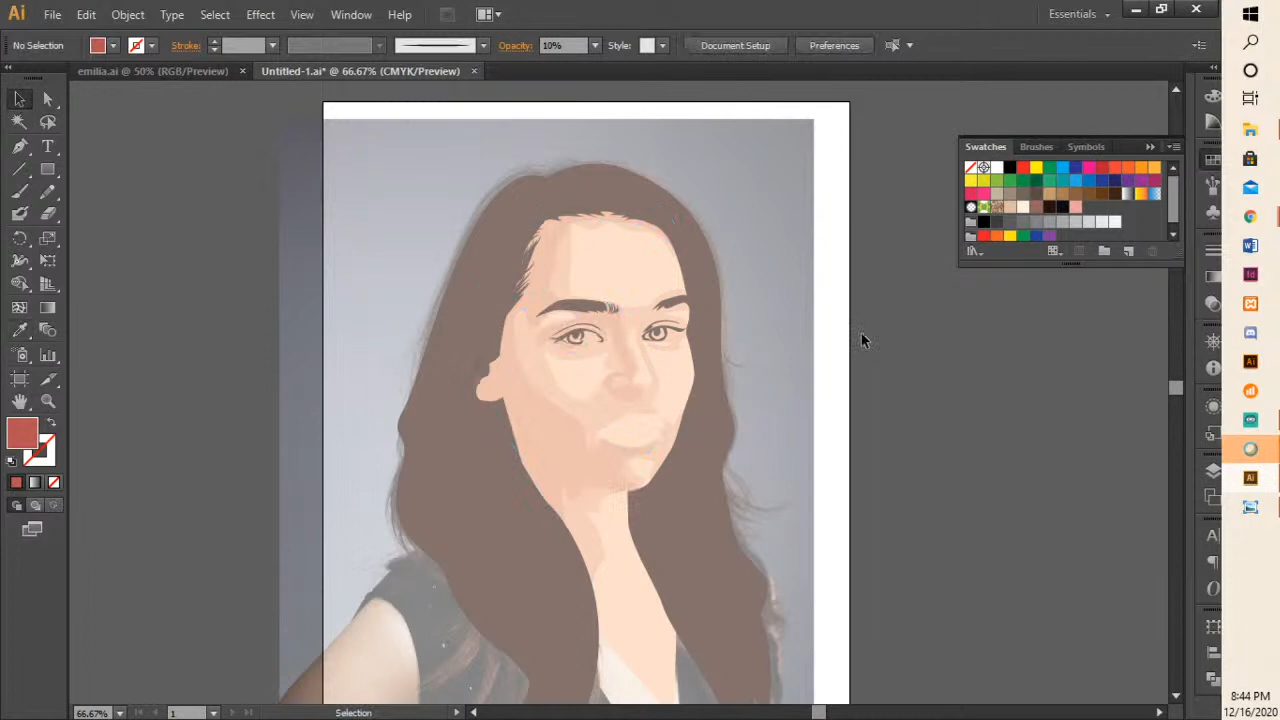 Ai File Edit Object Type Select Effect View Window Help Essentials
No Selection Stroke: Opacity: 10% Style: Document Setup Preferences
emilia.ai @ 50% (RGB/Preview) × Untitled-1.ai* @ 66.67% (CMYK/Preview) ×
Swatches Brushes Symbols
66.67% 1 Selection
8:44 PM
12/16/2020